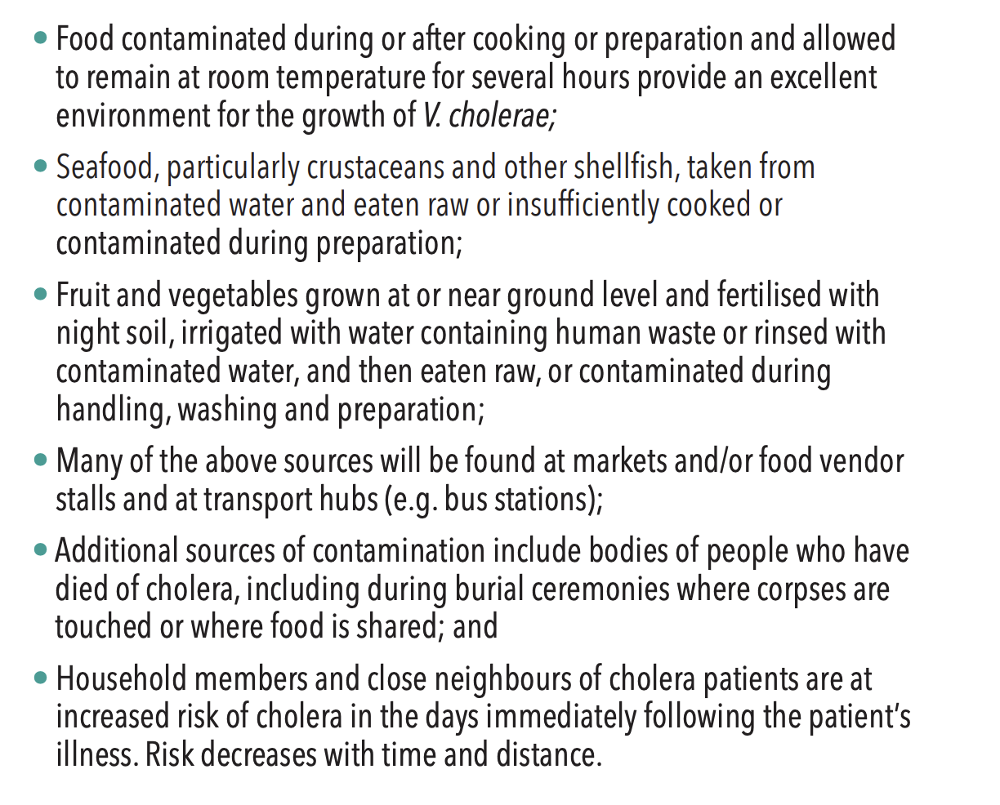 • Food contaminated during or after cooking or preparation and allowed
to remain at room temperature for several hours provide an excellent
environment for the growth of V. cholerae;
• Seafood, particularly crustaceans and other shellfish, taken from
contaminated water and eaten raw or insufficiently cooked or
contaminated during preparation;
• Fruit and vegetables grown at or near ground level and fertilised with
night soil, irrigated with water containing human waste or rinsed with
contaminated water, and then eaten raw, or contaminated during
handling, washing and preparation;
• Many of the above sources will be found at markets and/or food vendor
stalls and at transport hubs (e.g. bus stations);
• Additional sources of contamination include bodies of people who have
died of cholera, including during burial ceremonies where corpses are
touched or where food is shared; and
• Household members and close neighbours of cholera patients are at
increased risk of cholera in the days immediately following the patient’s
illness. Risk decreases with time and distance.